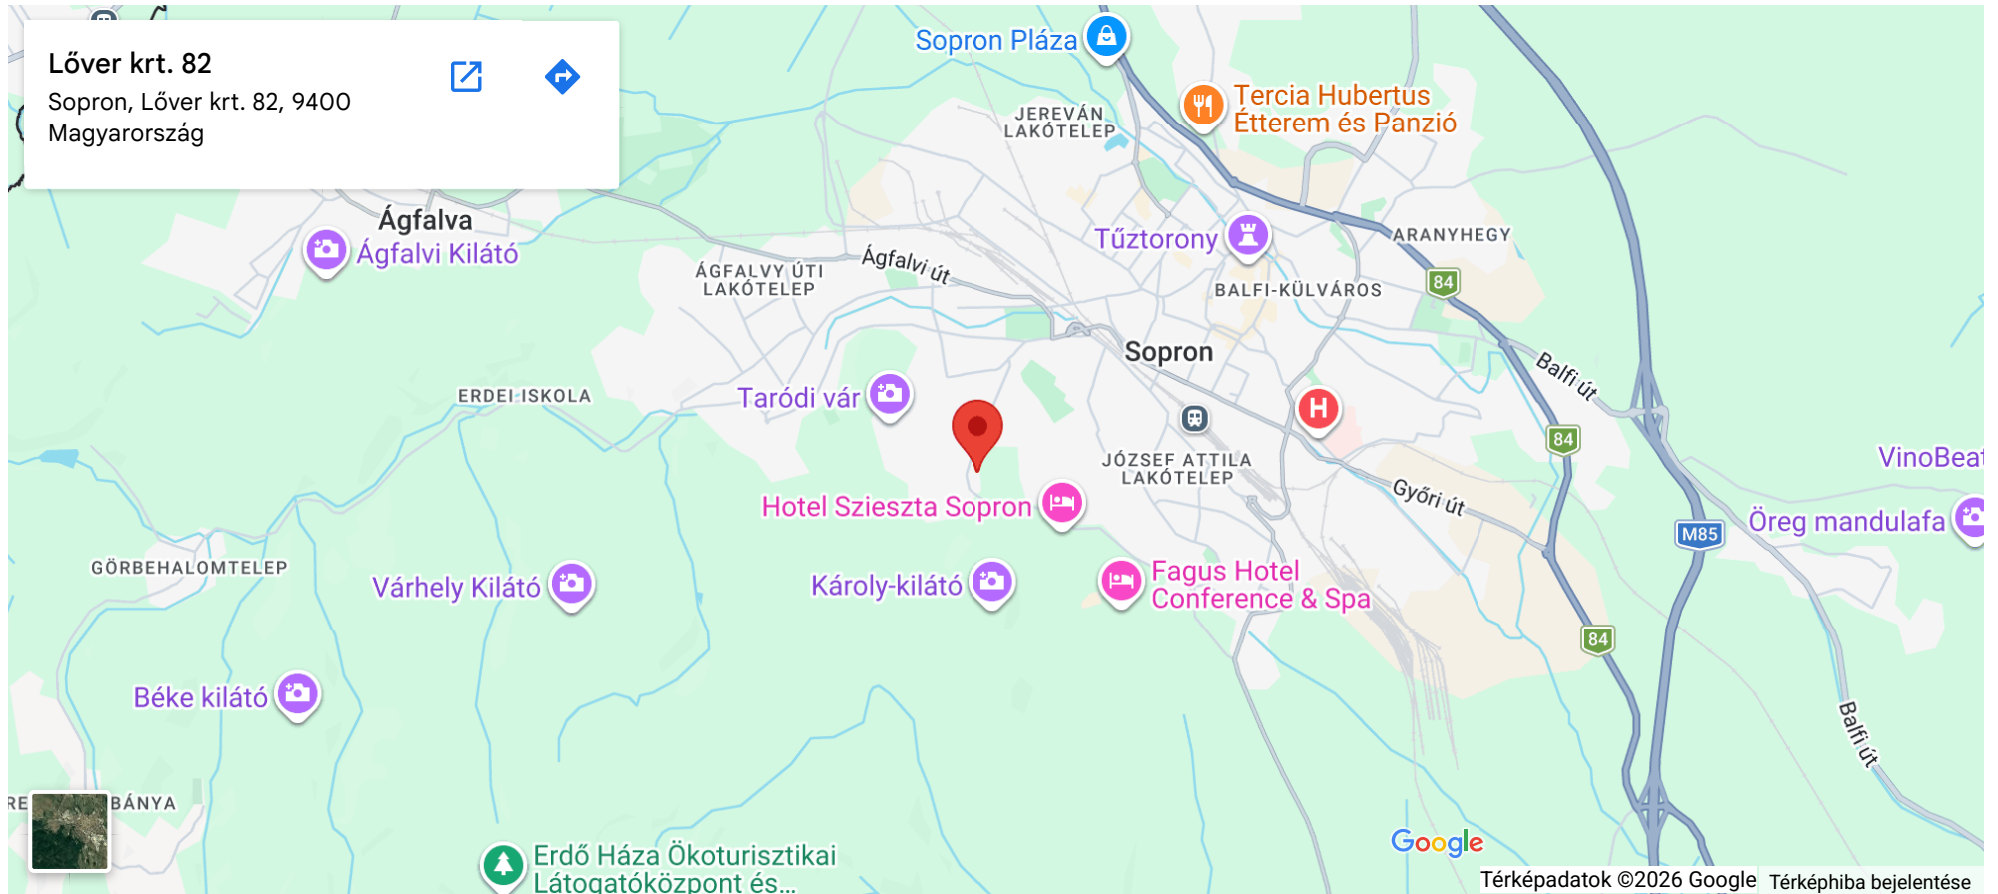 Lőver krt. 82
Sopron, Lőver krt. 82, 9400
Magyarország
Sopron Pláza
Tercia Hubertus
Étterem és Panzió
JEREVÁN
LAKÓTELEP
Ágfalva
Ágfalvi Kilátó
Tűztorony
ARANYHEGY
ÁGFALVY ÚTI
LAKÓTELEP
Ágfalvi út
BALFI-KÜLVÁROS
84
Sopron
Balfi út
ERDEI ISKOLA
Taródi vár
H
84
JÓZSEF ATTILA
LAKÓTELEP
VinoBeat
Győri út
Hotel Szieszta Sopron
Öreg mandulafa
M85
GÖRBEHALOMTELEP
Várhely Kilátó
Károly-kilátó
Fagus Hotel
Conference & Spa
84
Béke kilátó
Balfi út
RE
BÁNYA
Google
Erdő Háza Ökoturisztikai
Látogatóközpont és...
Térképadatok ©2026 Google
Térképhiba bejelentése